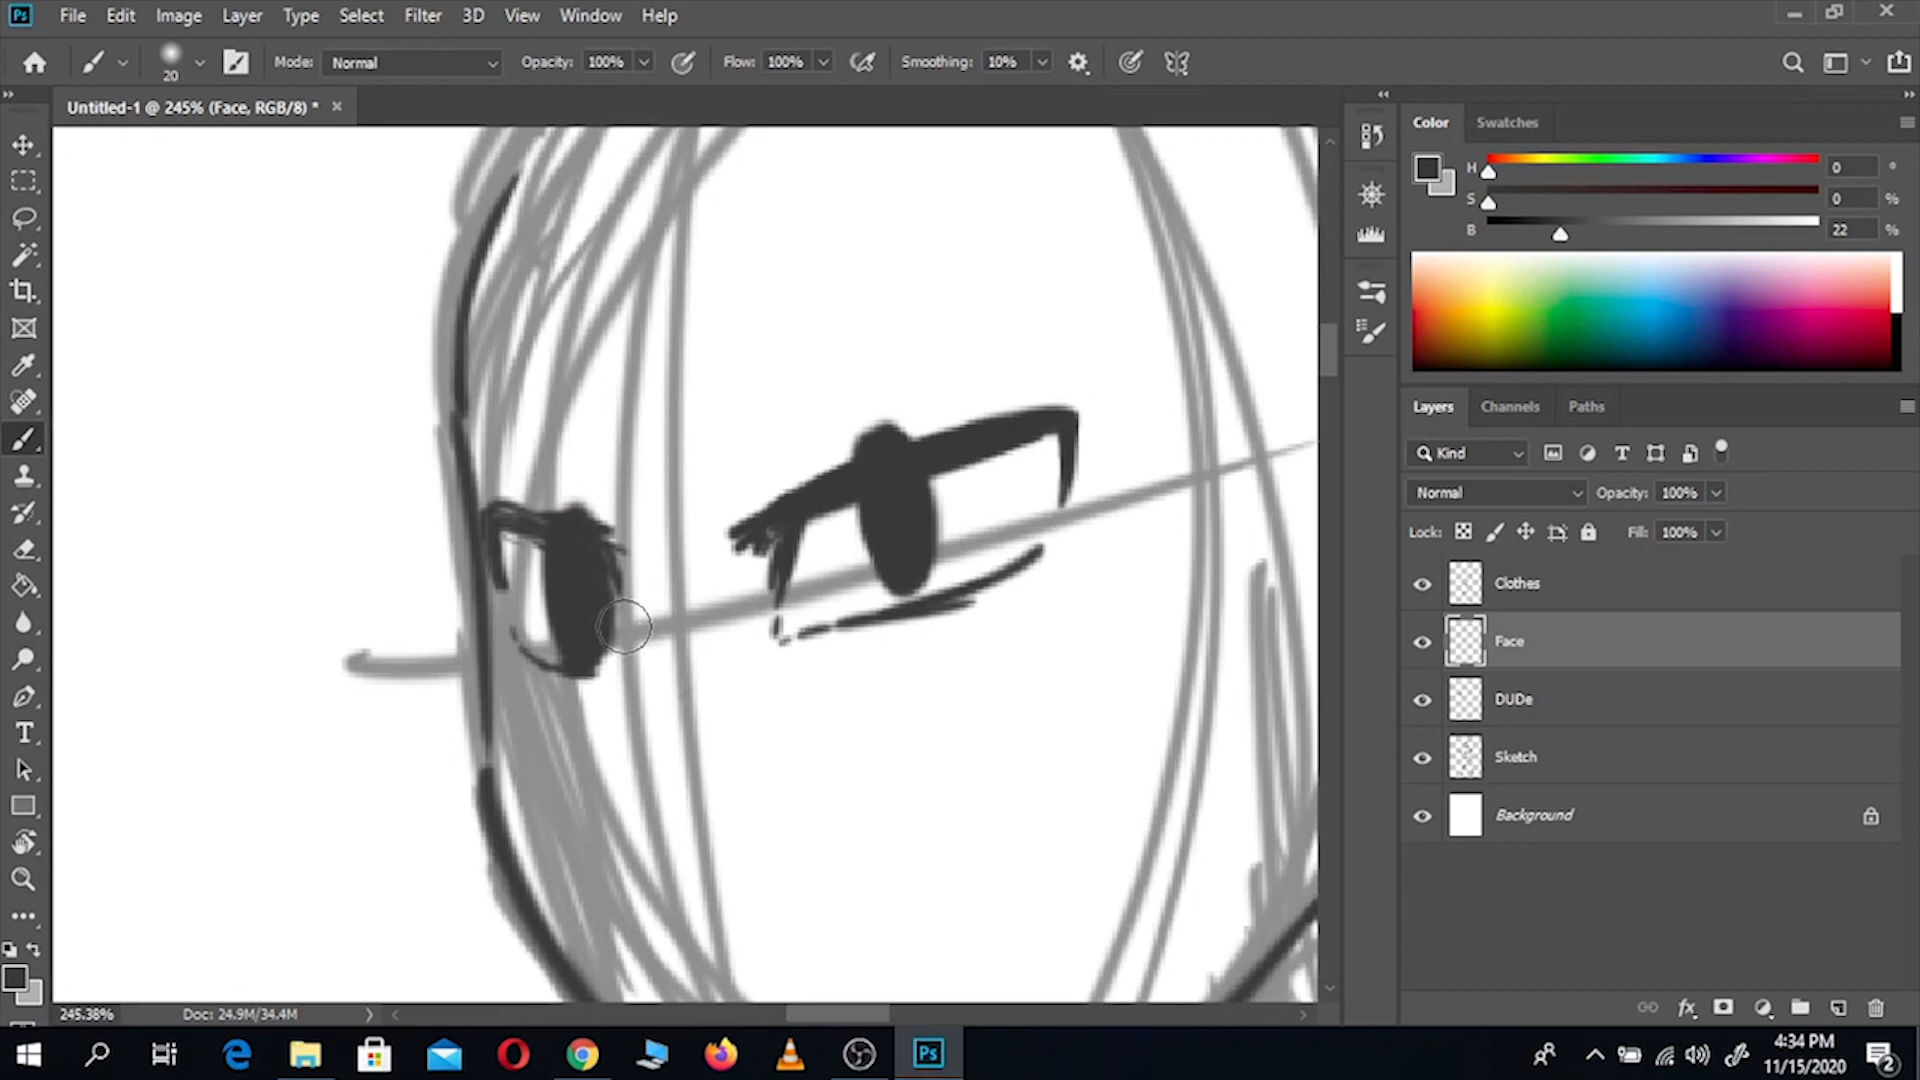 Ps File Edit Image Layer Type Select Filter 3D View Window Help
20 Mode: Normal Opacity: 100% Flow: 100% Smoothing: 10%
Untitled-1 @ 245% (Face, RGB/8) *
Color Swatches
H 0 °
S 0 %
B 22 %
Layers Channels Paths
Kind
Normal Opacity: 100%
Lock: Fill: 100%
Clothes
Face
DUDe
Sketch
Background
245.38% Doc: 24.9M/34.4M
Ps
4:34 PM
11/15/2020
2